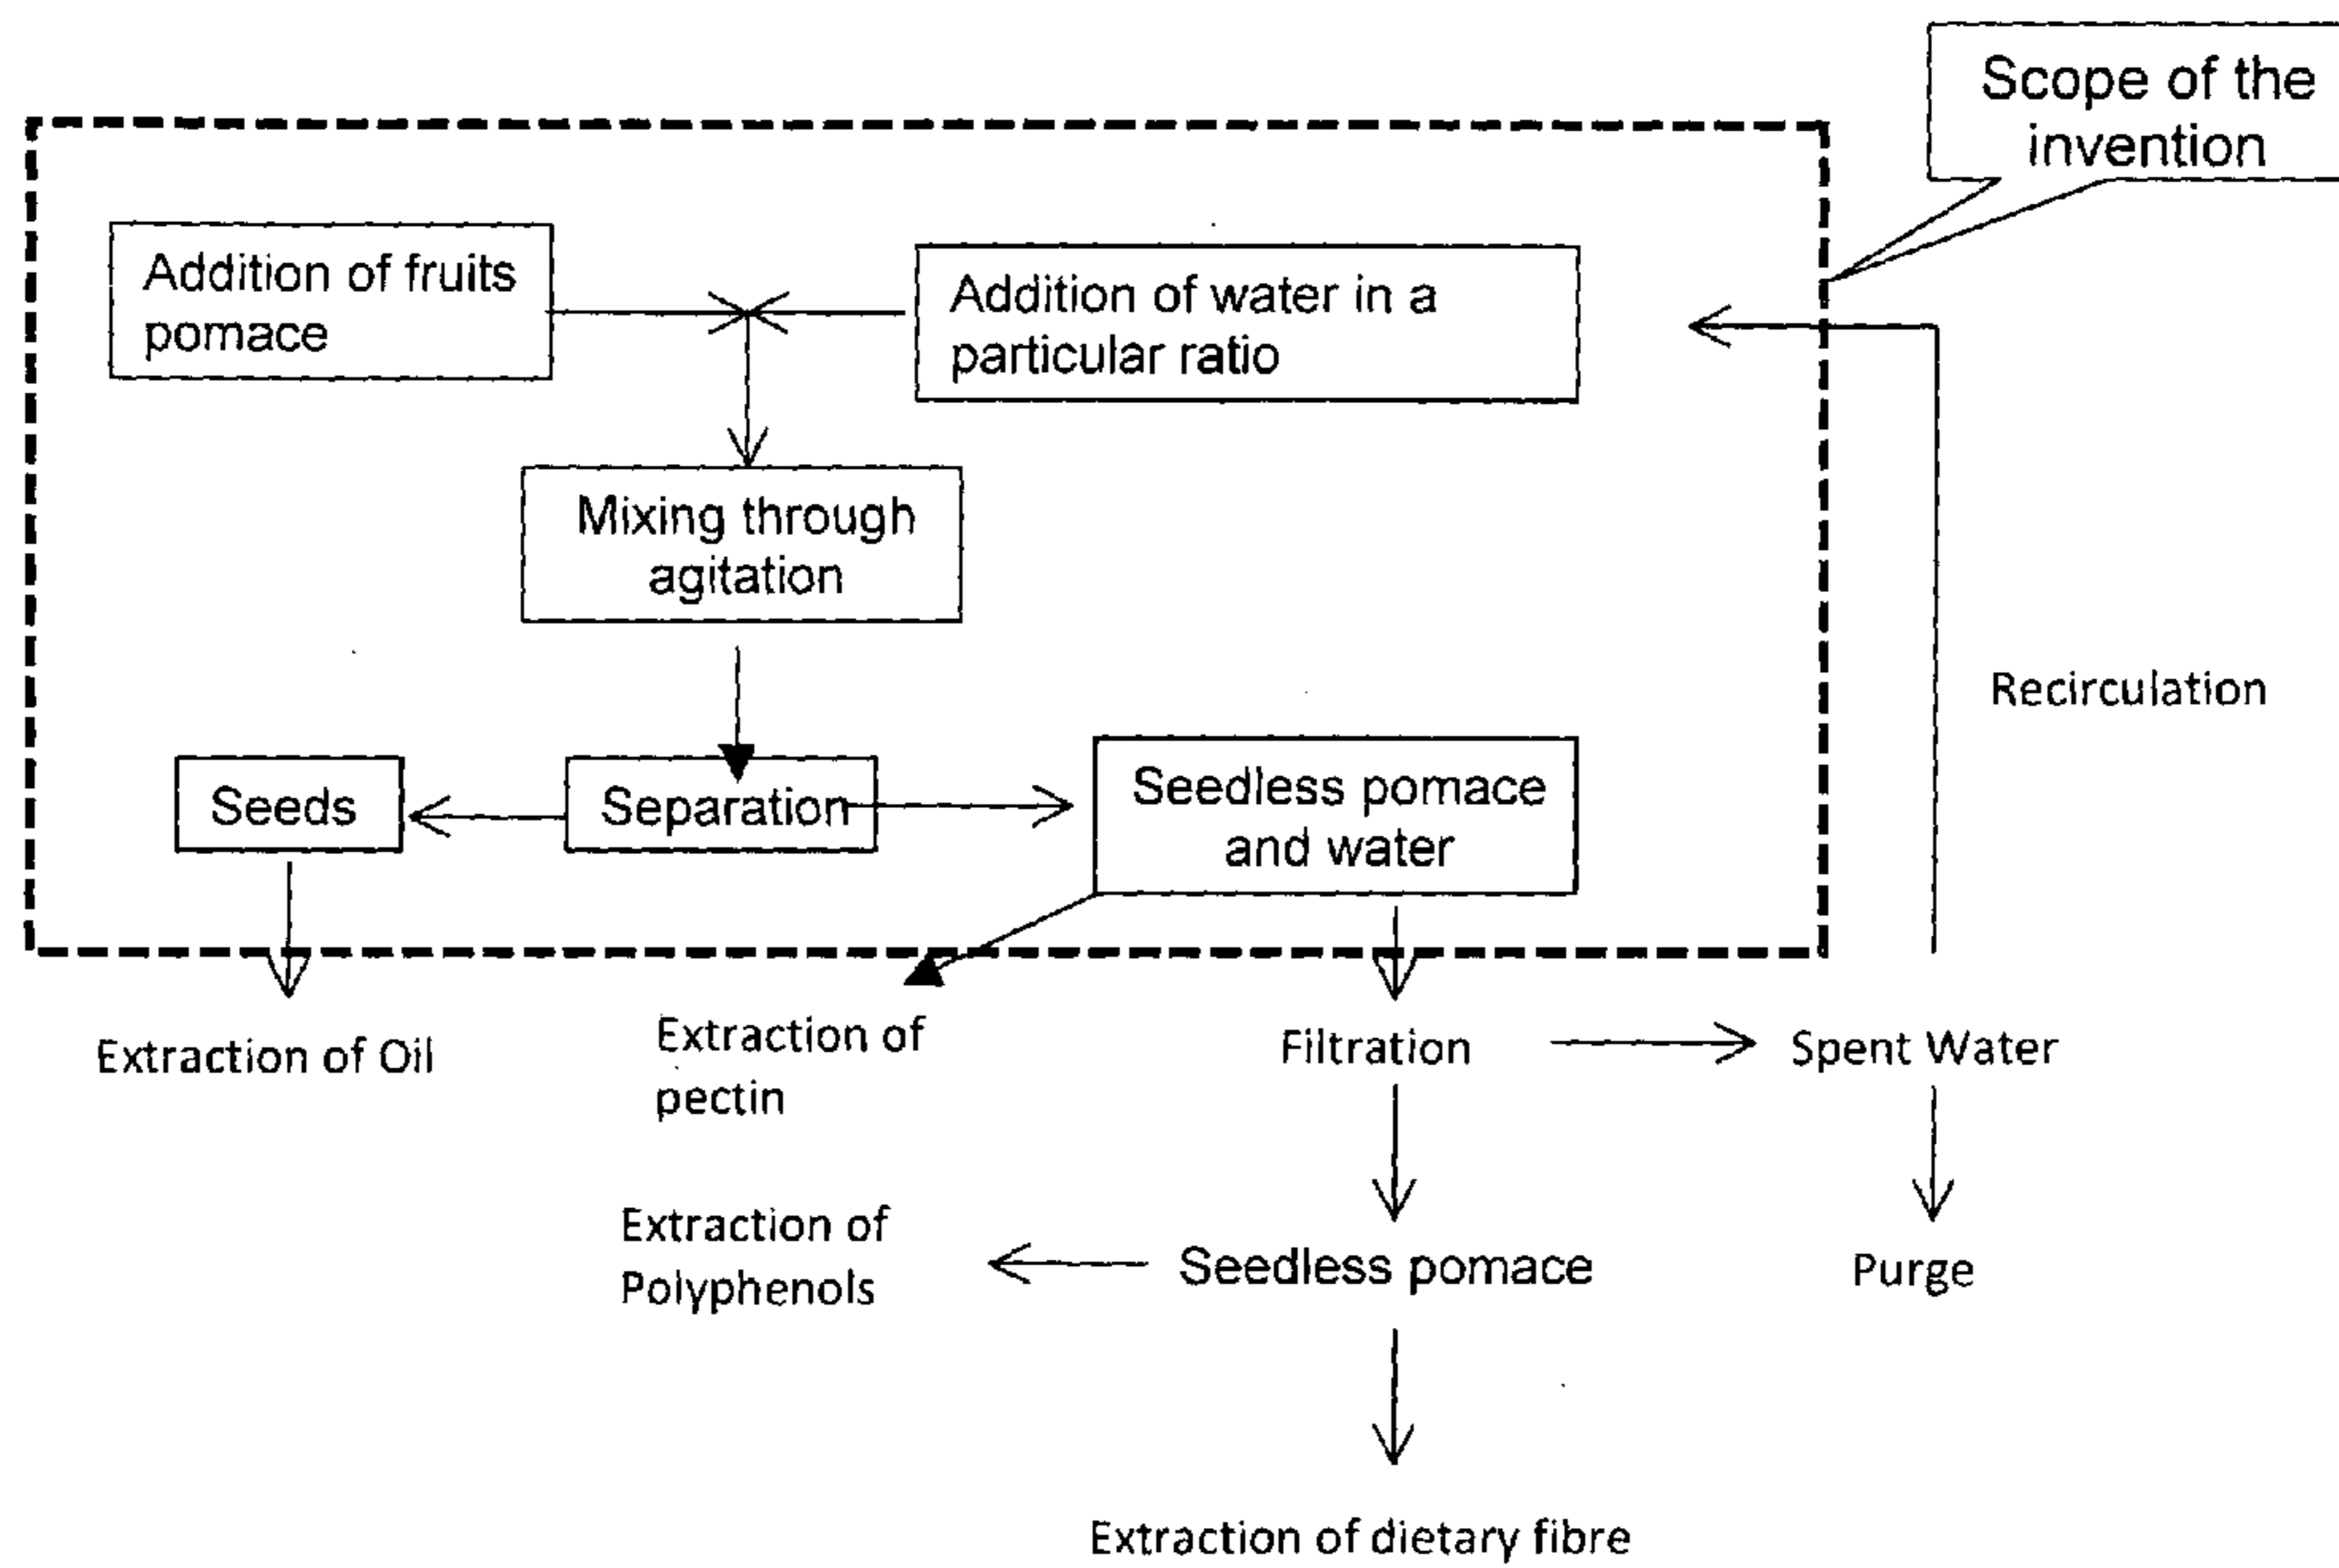 Scope of the
invention
Addition of fruits
pomace
Addition of water in a
particular ratio
Mixing through
agitation
Recirculation
Seeds
Separation
Seedless pomace
and water
Extraction of Oil
Extraction of
pectin
Filtration
Spent Water
Extraction of
Polyphenols
Seedless pomace
Purge
Extraction of dietary fibre